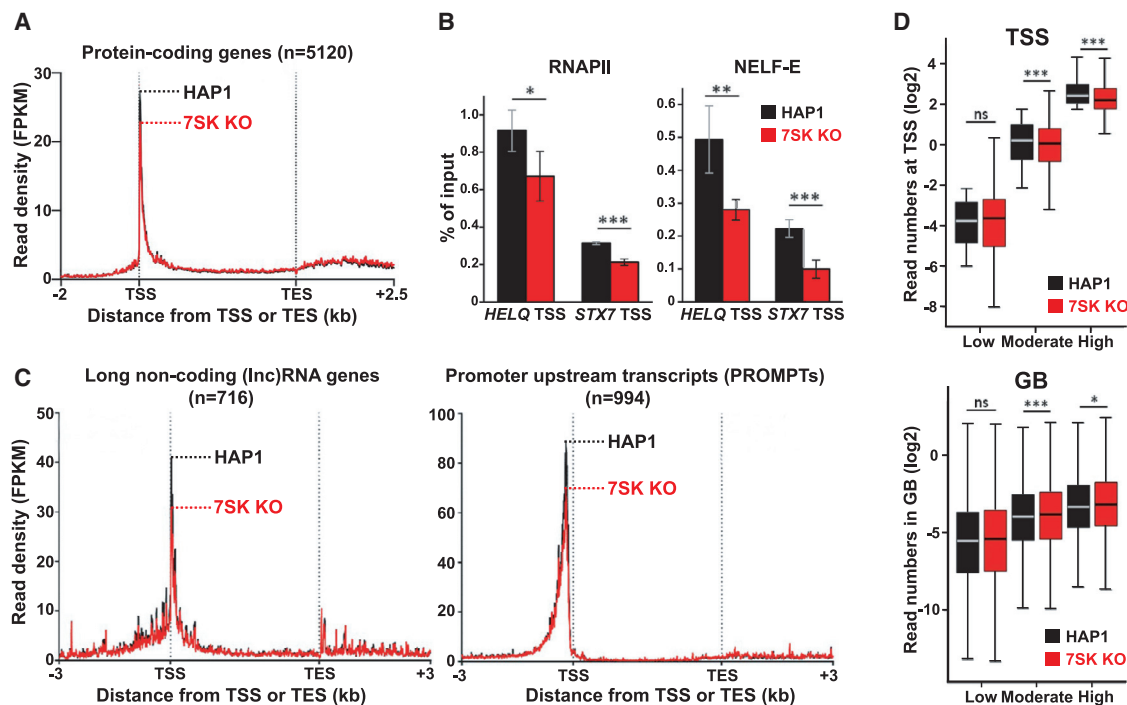 A
Protein-coding genes (n=5120)
Read density (FPKM)
30
20
10
0
HAP1
7SK KO
-2
TSS
TES
+2.5
Distance from TSS or TES (kb)
B
RNAPII
NELF-E
% of input
1.0
0.8
0.6
0.4
0.2
0
*
***
HELQ TSS
STX7 TSS
0.6
0.5
0.4
0.3
0.2
0.1
0
**
***
HAP1
7SK KO
HELQ TSS
STX7 TSS
C
Long non-coding (lnc)RNA genes
(n=716)
Read density (FPKM)
50
40
30
20
10
0
HAP1
7SK KO
-3
TSS
TES
+3
Distance from TSS or TES (kb)
Promoter upstream transcripts (PROMPTs)
(n=994)
100
80
60
40
20
0
HAP1
7SK KO
-3
TSS
TES
+3
Distance from TSS or TES (kb)
D
TSS
Read numbers at TSS (log2)
4
2
0
-2
-4
-6
-8
ns
***
***
HAP1
7SK KO
Low Moderate High
GB
Read numbers in GB (log2)
0
-5
-10
ns
***
*
HAP1
7SK KO
Low Moderate High